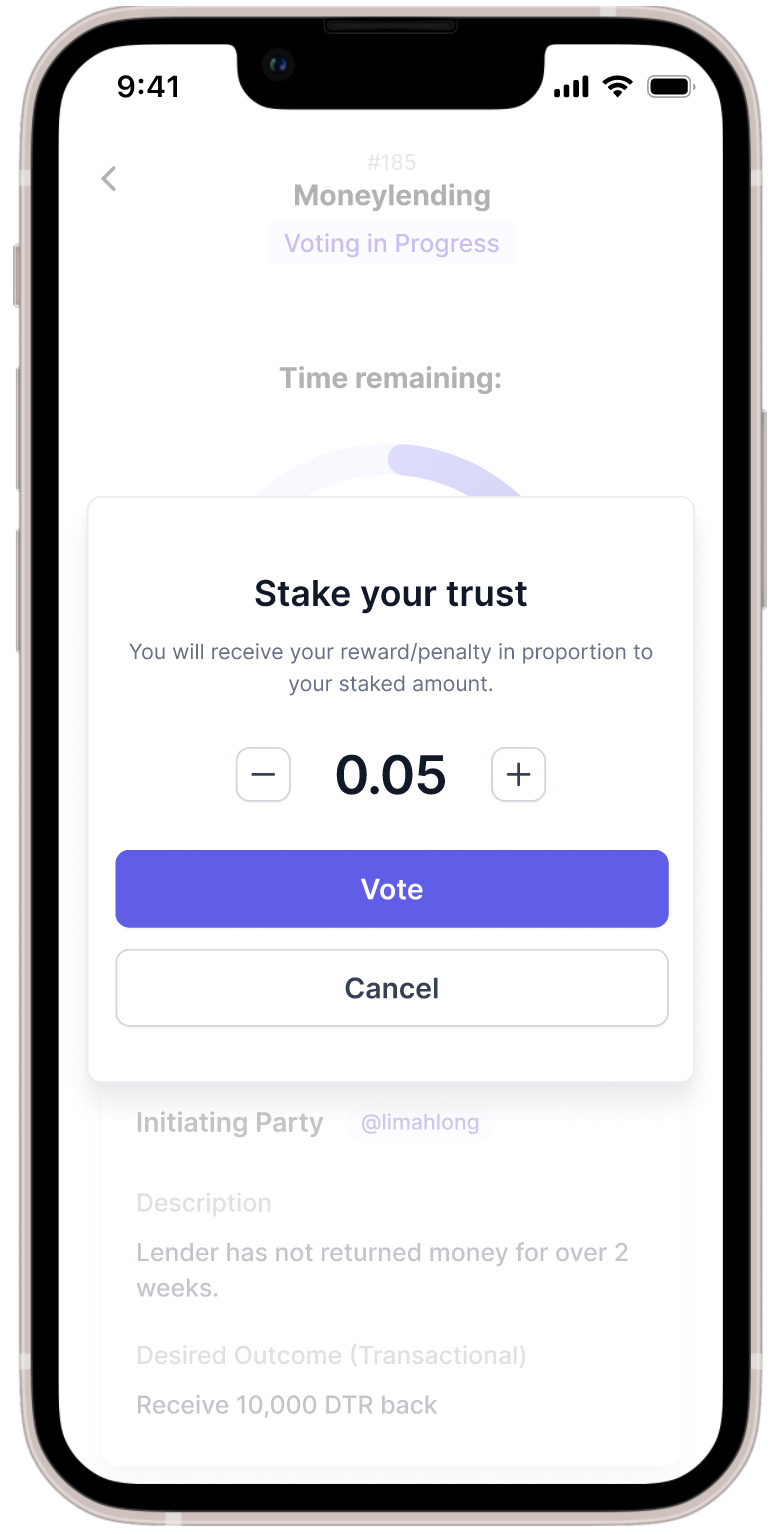 9:41
#185
Moneylending
Voting in Progress
Time remaining:
Stake your trust
You will receive your reward/penalty in proportion to
your staked amount.
0.05
Vote
Cancel
Initiating Party @limahlong
Description
Lender has not returned money for over 2
weeks.
Desired Outcome (Transactional)
Receive 10,000 DTR back